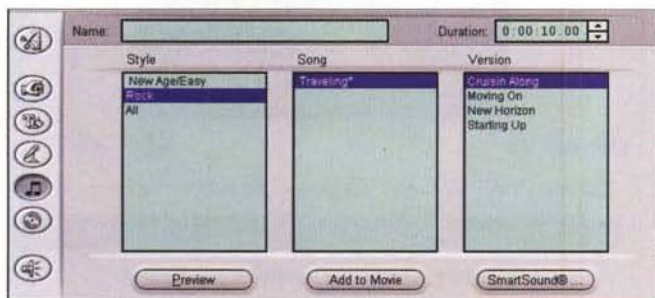 Name: Duration: 0:00:10.00
Style Song Version
New Age/Easy Traveling* Cruisin Along
Rock Moving On
All New Horizon
Starting Up
Preview Add to Movie SmartSound® ...